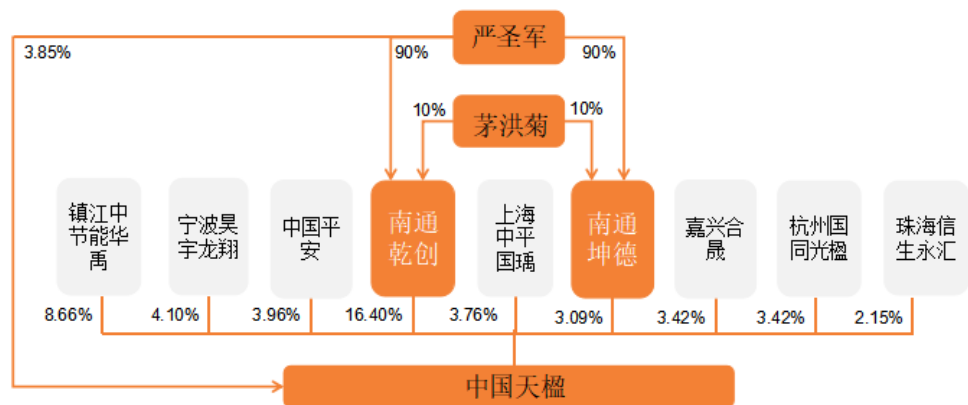 严圣军
3.85%
90%
90%
茅洪菊
10%
10%
镇江中
节能华
禹
宁波昊
宇龙翔
中国平
安
南通
乾创
上海
中平
国瑀
南通
坤德
嘉兴合
晟
杭州国
同光楹
珠海信
生永汇
8.66%
4.10%
3.96%
16.40%
3.76%
3.09%
3.42%
3.42%
2.15%
中国天楹